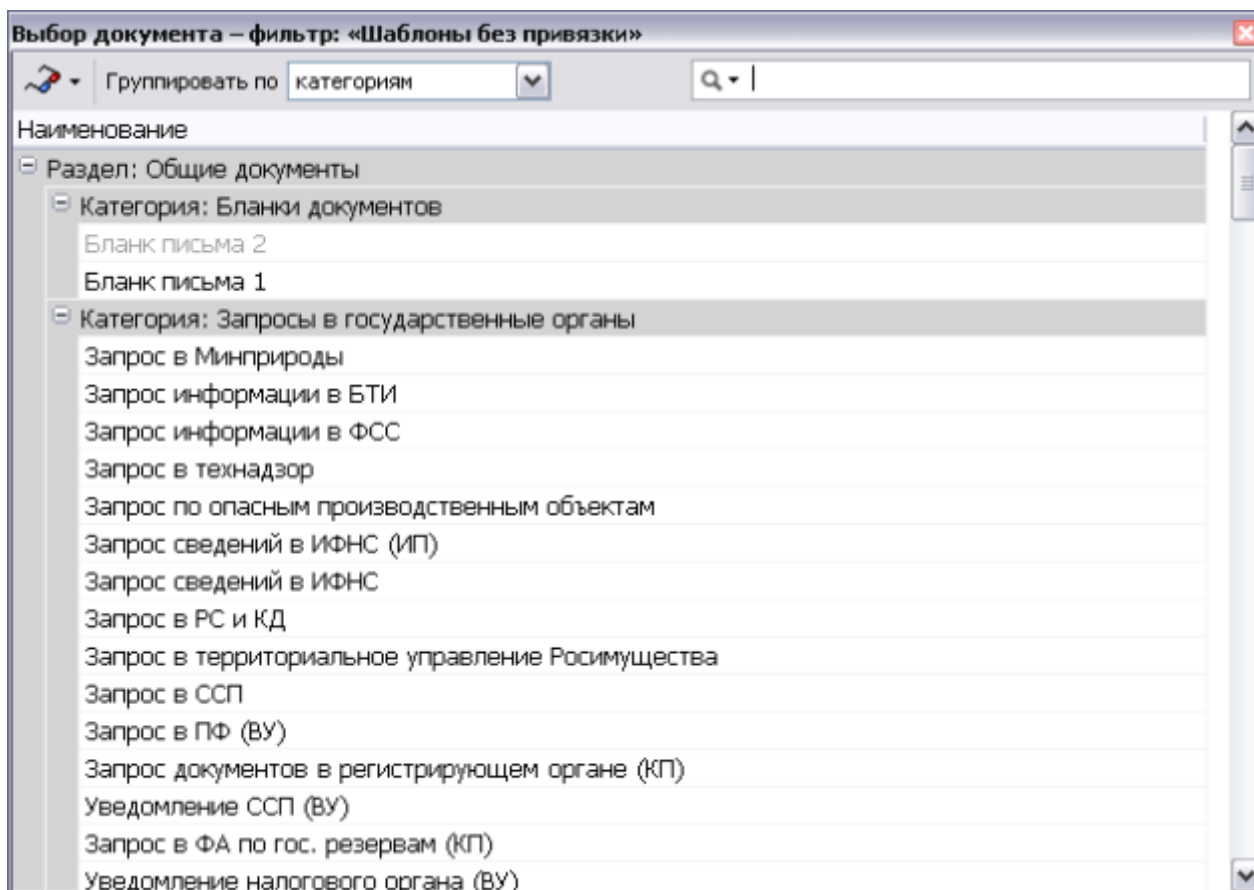 Выбор документа – фильтр: «Шаблоны без привязки»
Группировать по категориям
Наименование
Раздел: Общие документы
Категория: Бланки документов
Бланк письма 2
Бланк письма 1
Категория: Запросы в государственные органы
Запрос в Минприроды
Запрос информации в БТИ
Запрос информации в ФСС
Запрос в технадзор
Запрос по опасным производственным объектам
Запрос сведений в ИФНС (ИП)
Запрос сведений в ИФНС
Запрос в РС и КД
Запрос в территориальное управление Росимущества
Запрос в ССП
Запрос в ПФ (ВУ)
Запрос документов в регистрирующем органе (КП)
Уведомление ССП (ВУ)
Запрос в ФА по гос. резервам (КП)
Уведомление налогового органа (ВУ)